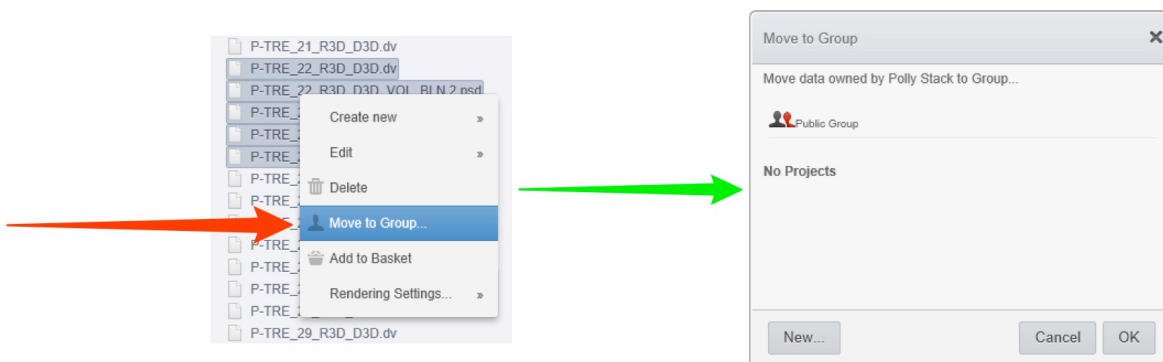 P-TRE_21_R3D_D3D.dv
P-TRE_22_R3D_D3D.dv
P-TRE_22_R3D_D3D_VOL_BLN.2.psd
P-TRE_2
P-TRE_2
P-TRE_2
P-TRE_2
P-TRE_2
P-TRE_2
P-TRE_2
P-TRE_2
P-TRE_2
P-TRE_29_R3D_D3D.dv
Create new »
Edit »
Delete
Move to Group...
Add to Basket
Rendering Settings... »
Move to Group
Move data owned by Polly Stack to Group...
Public Group
No Projects
New... Cancel OK